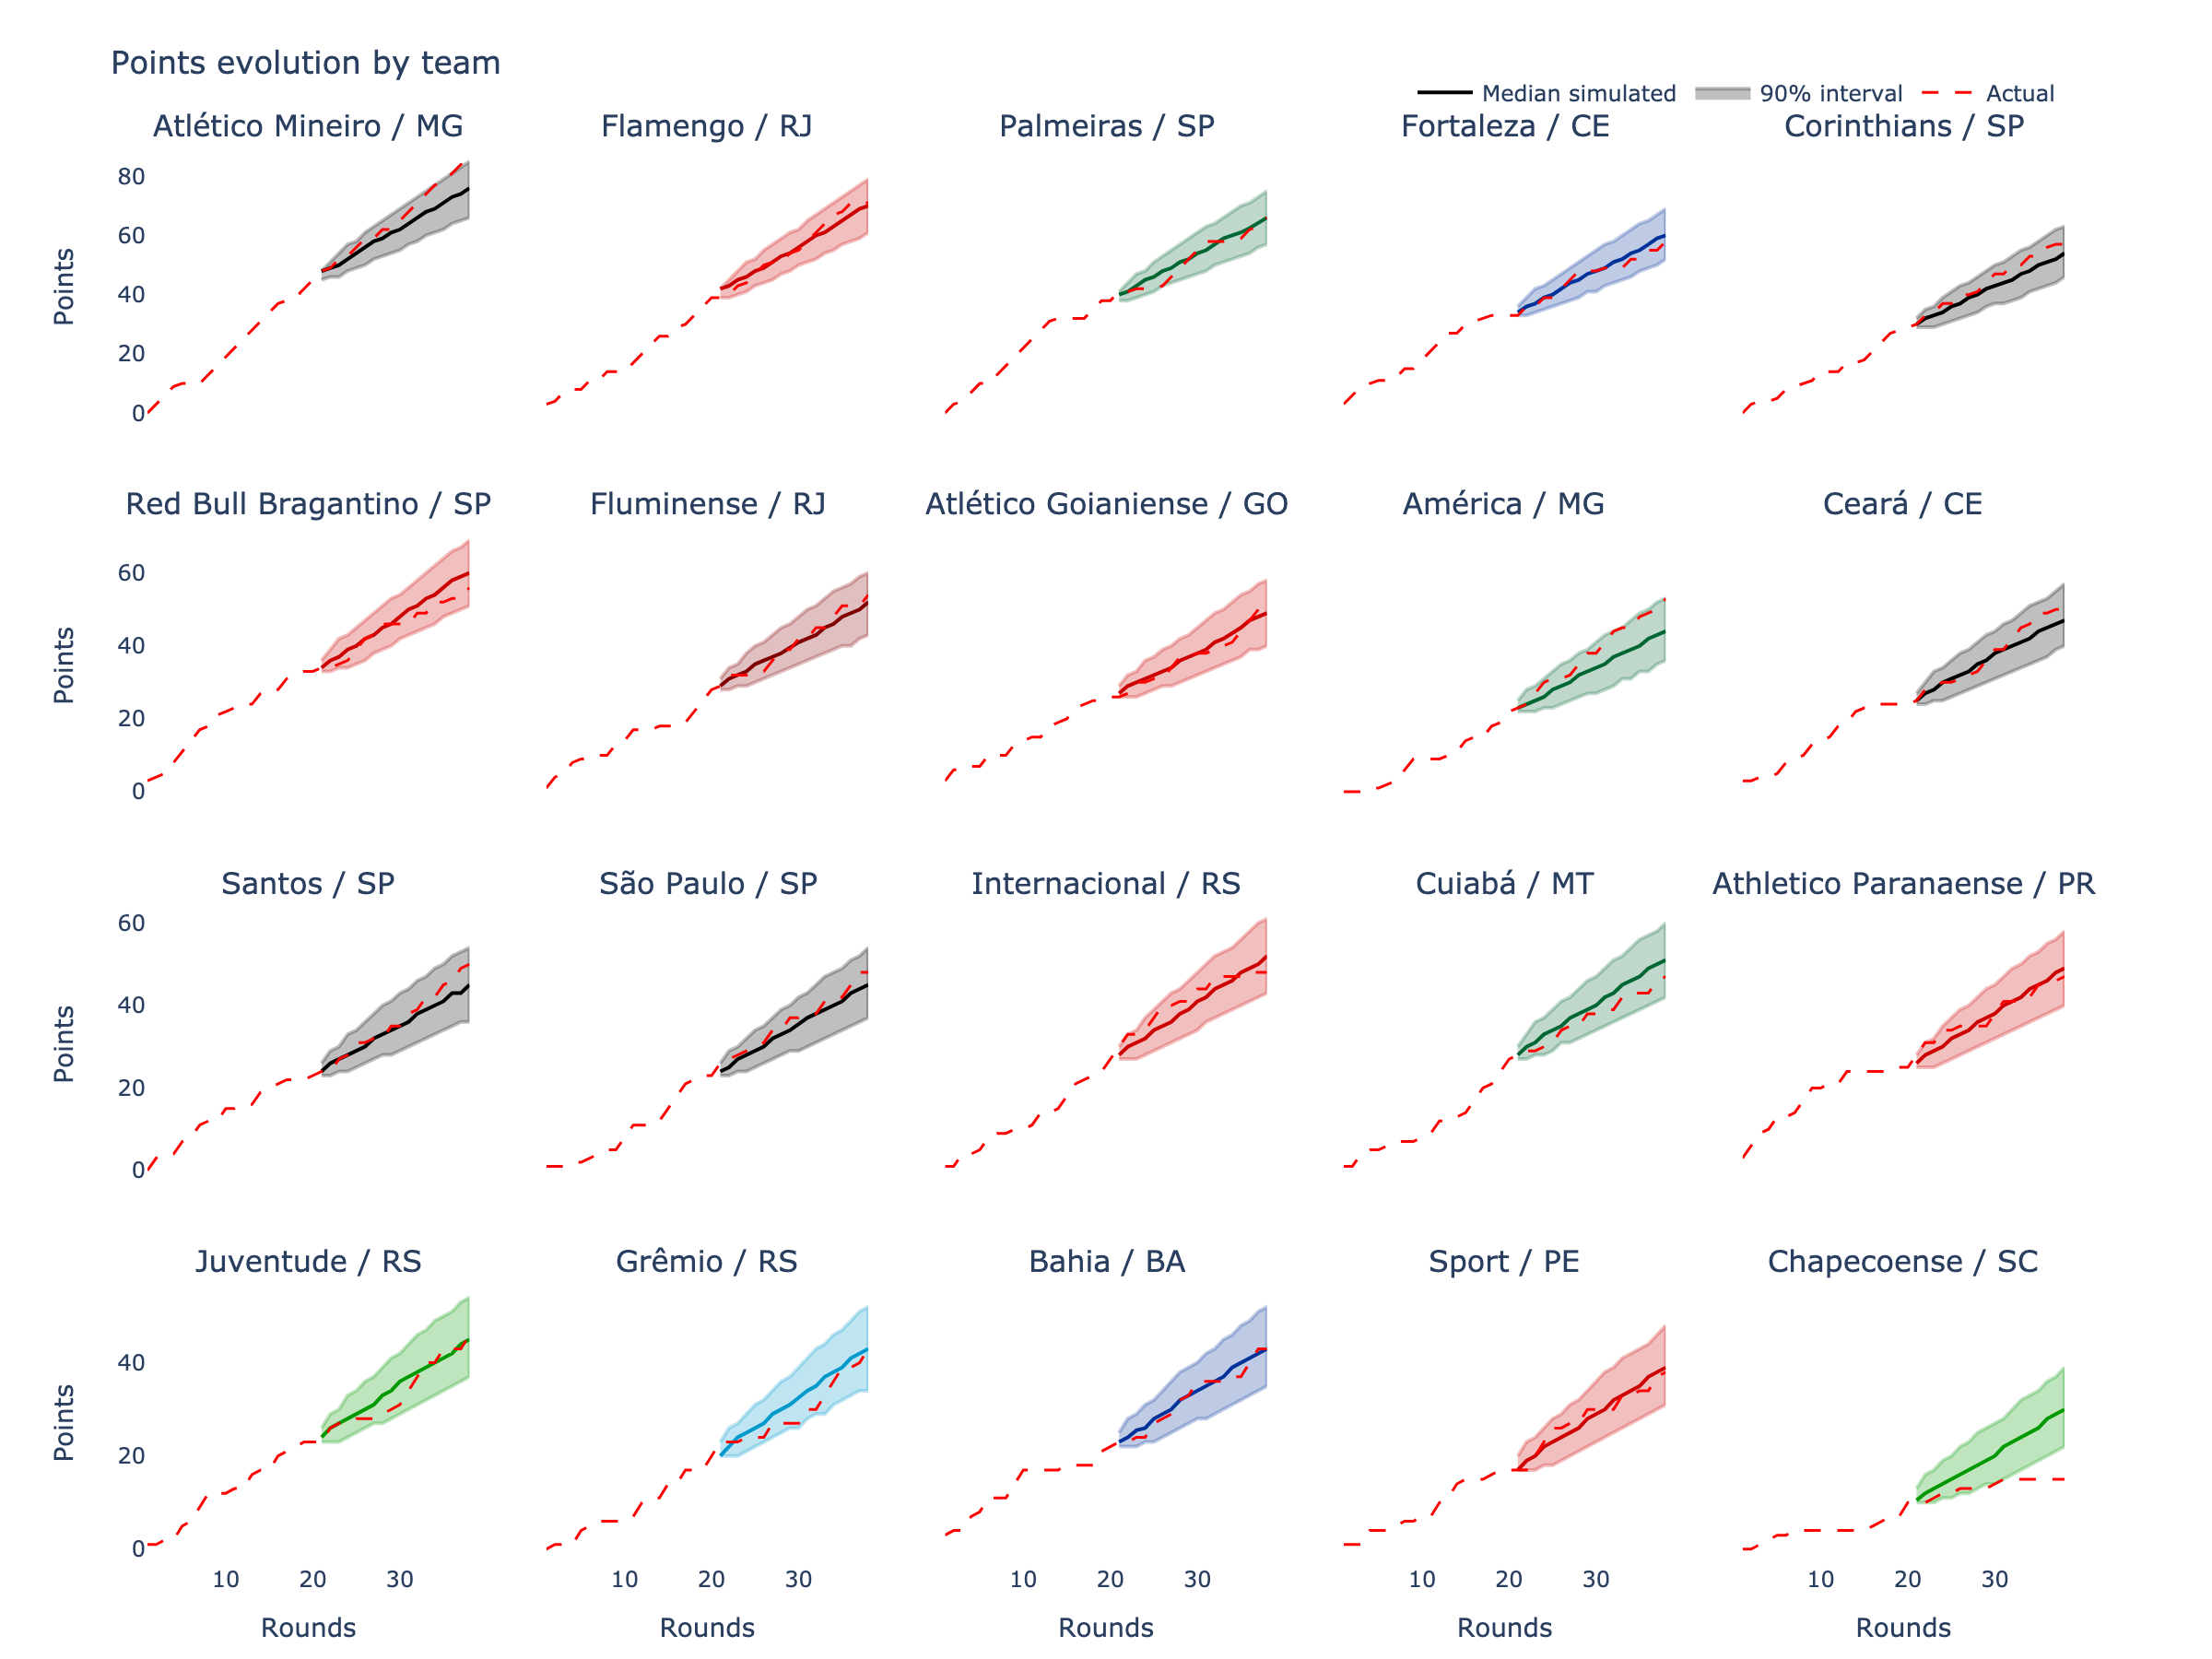 Points evolution by team
Median simulated 90% interval Actual
Atlético Mineiro / MG Flamengo / RJ Palmeiras / SP Fortaleza / CE Corinthians / SP
80
60
40
20
0
Points
Red Bull Bragantino / SP Fluminense / RJ Atlético Goianiense / GO América / MG Ceará / CE
60
40
20
0
Points
Santos / SP São Paulo / SP Internacional / RS Cuiabá / MT Athletico Paranaense / PR
60
40
20
0
Points
Juventude / RS Grêmio / RS Bahia / BA Sport / PE Chapecoense / SC
40
20
0
Points
10 20 30 10 20 30 10 20 30 10 20 30 10 20 30
Rounds Rounds Rounds Rounds Rounds